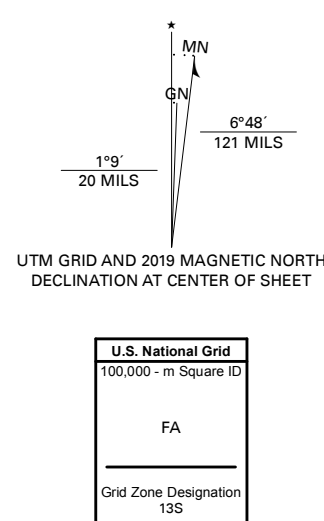 ★
MN
GN
6°48´
121 MILS
1°9´
20 MILS
UTM GRID AND 2019 MAGNETIC NORTH
DECLINATION AT CENTER OF SHEET
U.S. National Grid
100,000 - m Square ID
FA
Grid Zone Designation
13S